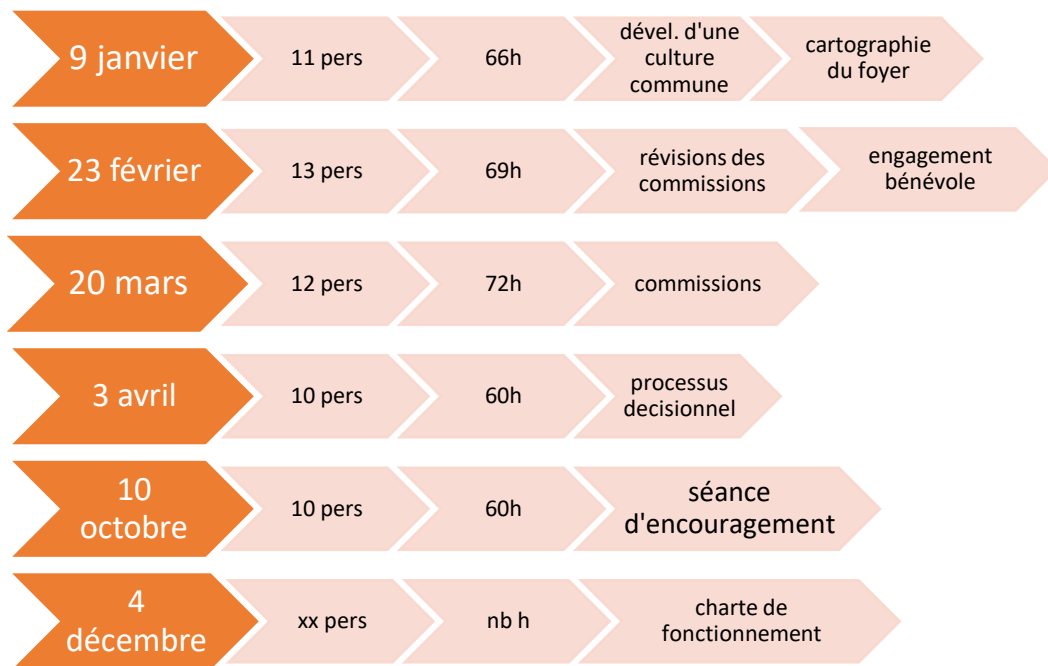 9 janvier
11 pers
66h
dével. d'une
culture
commune
cartographie
du foyer
23 février
13 pers
69h
révisions des
commissions
engagement
bénévole
20 mars
12 pers
72h
commissions
3 avril
10 pers
60h
processus
decisionnel
10
octobre
10 pers
60h
séance
d'encouragement
4
décembre
xx pers
nb h
charte de
fonctionnement